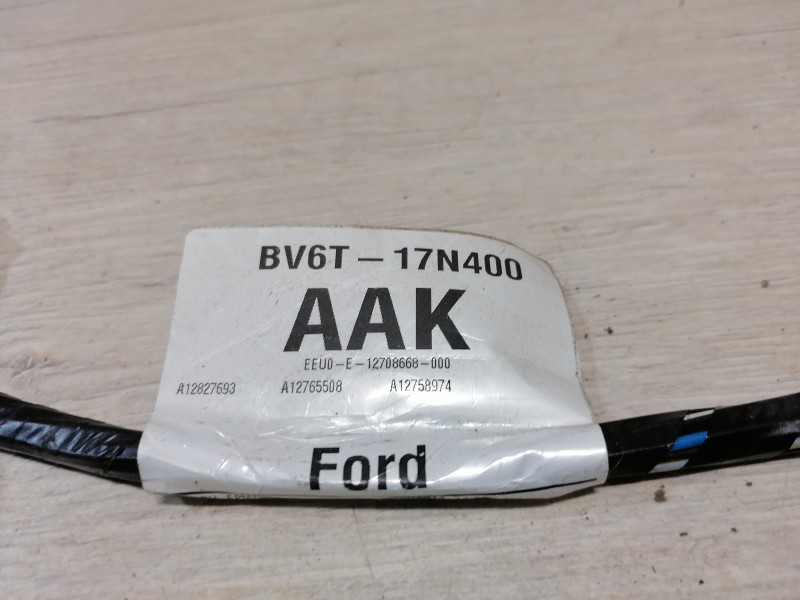 BV6T - 17N400
AAK
EEU0-E-12708668-000
A12827693 A12765508 A12758974
Ford